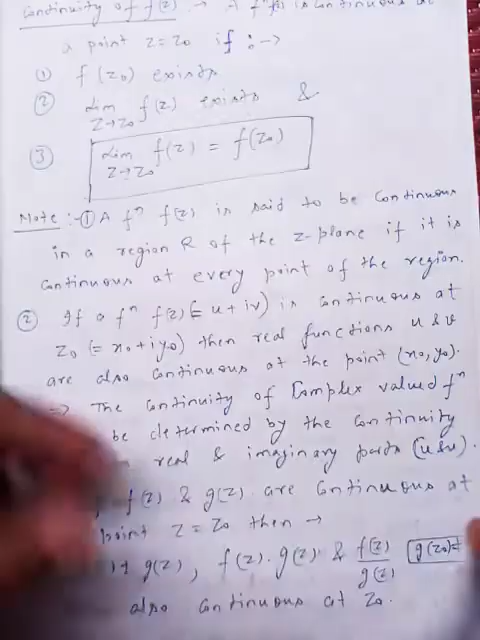 Continuity of f(z) :→ A fⁿ f(z) is continuous at
a point z = z₀ if :→
① f(z₀) exists
② Lim f(z) exists &
z→z₀
③ Lim f(z) = f(z₀)
z→z₀
Note :-① A fⁿ f(z) is said to be continuous
in a region R of the z-plane if it is
continuous at every point of the region.
② If a fⁿ f(z)(= u+iv) is continuous at
z₀ (= x₀+iy₀) then real functions u & v
are also continuous at the point (x₀,y₀).
⇒ The continuity of complex valued fⁿ
be determined by the continuity
real & imaginary parts (u & v).
f(z) & g(z) are continuous at
point z = z₀ then →
g(z), f(z).g(z) & f(z)/g(z) g(z₀)≠
also continuous at z₀.